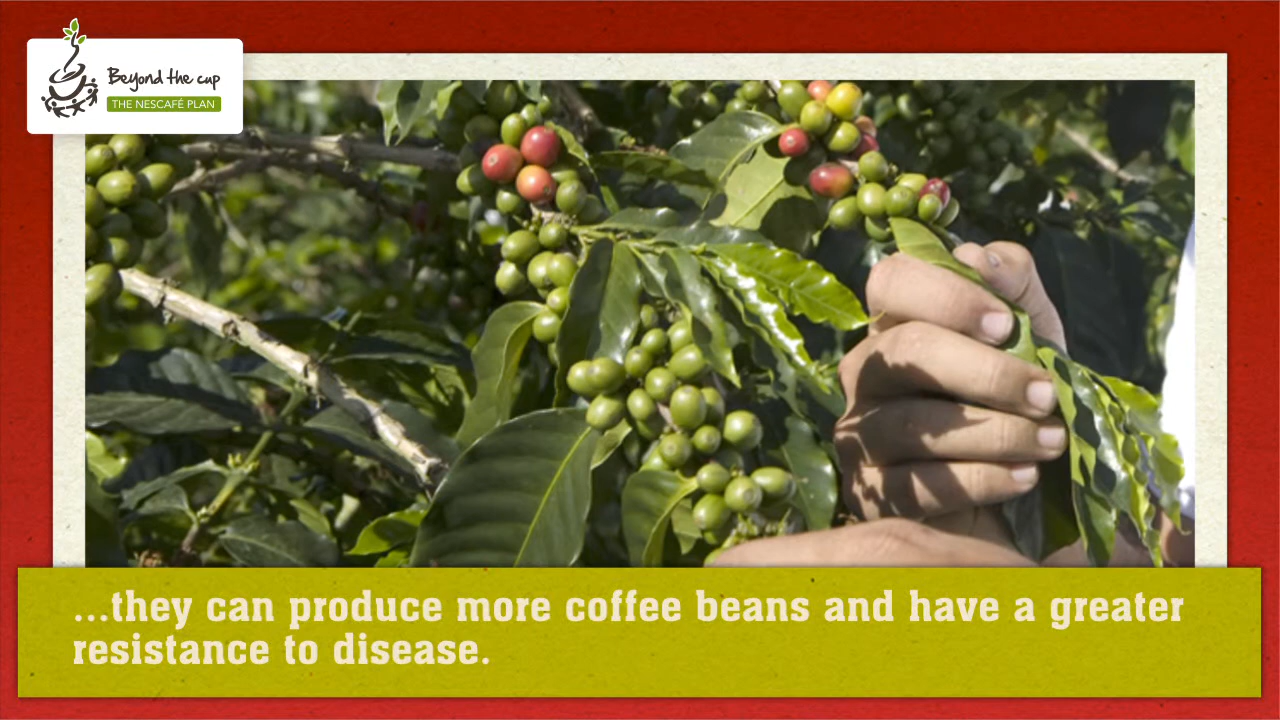 Beyond the cup
THE NESCAFÉ PLAN
...they can produce more coffee beans and have a greater
resistance to disease.